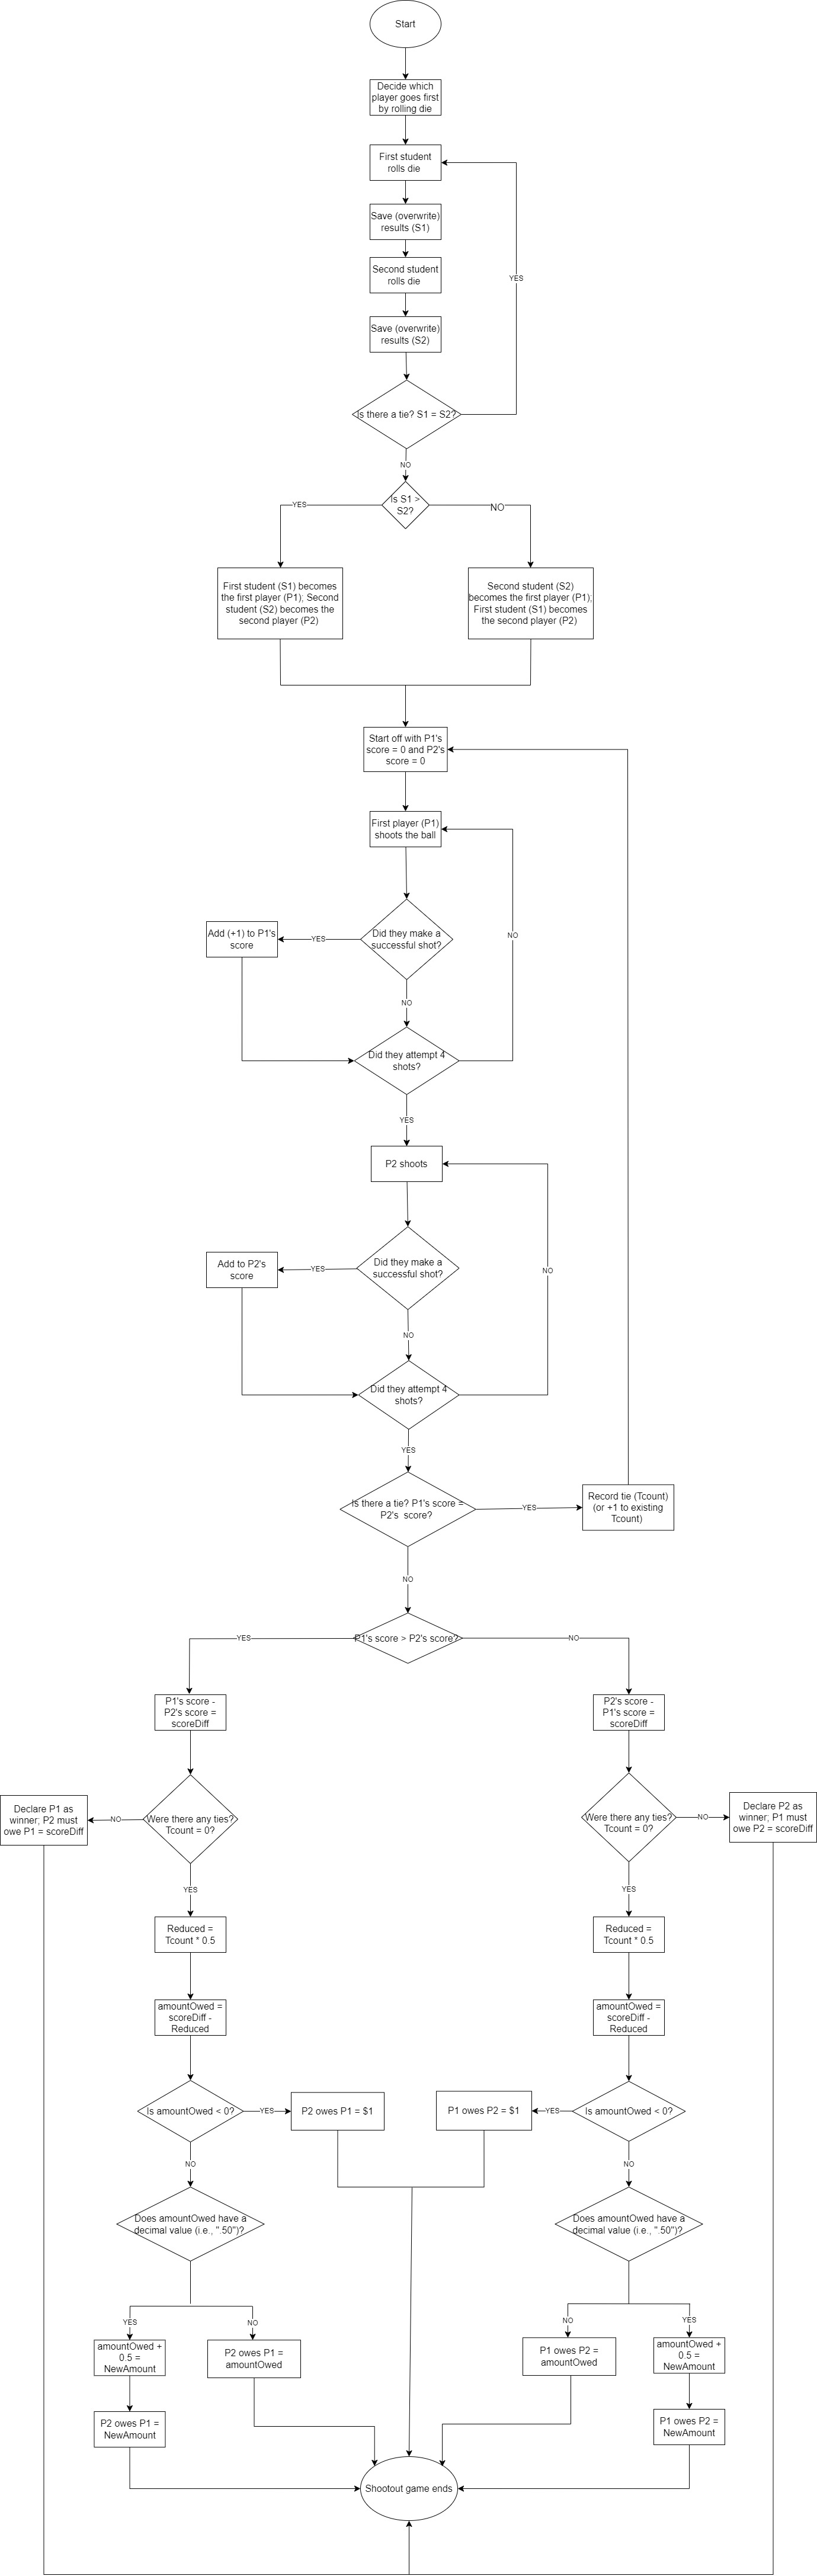 Start
Decide which
player goes first
by rolling die
First student
rolls die
Save (overwrite)
results (S1)
Second student
rolls die
YES
Save (overwrite)
results (S2)
Is there a tie? S1 = S2?
NO
Is S1 >
S2?
YES
NO
First student (S1) becomes
the first player (P1); Second
student (S2) becomes the
second player (P2)
Second student (S2)
becomes the first player (P1);
First student (S1) becomes
the second player (P2)
Start off with P1's
score = 0 and P2's
score = 0
First player (P1)
shoots the ball
Did they make a
successful shot?
YES
Add (+1) to P1's
score
NO
NO
Did they attempt 4
shots?
YES
P2 shoots
Did they make a
successful shot?
YES
Add to P2's
score
NO
NO
Did they attempt 4
shots?
YES
Is there a tie? P1's score =
P2's score?
YES
Record tie (Tcount)
(or +1 to existing
Tcount)
NO
P1's score > P2's score?
YES
NO
P1's score -
P2's score =
scoreDiff
P2's score -
P1's score =
scoreDiff
Declare P1 as
winner; P2 must
owe P1 = scoreDiff
NO
Were there any ties?
Tcount = 0?
Were there any ties?
Tcount = 0?
NO
Declare P2 as
winner; P1 must
owe P2 = scoreDiff
YES
YES
Reduced =
Tcount * 0.5
Reduced =
Tcount * 0.5
amountOwed =
scoreDiff -
Reduced
amountOwed =
scoreDiff -
Reduced
Is amountOwed < 0?
YES
P2 owes P1 = $1
P1 owes P2 = $1
YES
Is amountOwed < 0?
NO
NO
Does amountOwed have a
decimal value (i.e., ".50")?
Does amountOwed have a
decimal value (i.e., ".50")?
YES
NO
NO
YES
amountOwed +
0.5 =
NewAmount
P2 owes P1 =
amountOwed
P1 owes P2 =
amountOwed
amountOwed +
0.5 =
NewAmount
P2 owes P1 =
NewAmount
P1 owes P2 =
NewAmount
Shootout game ends